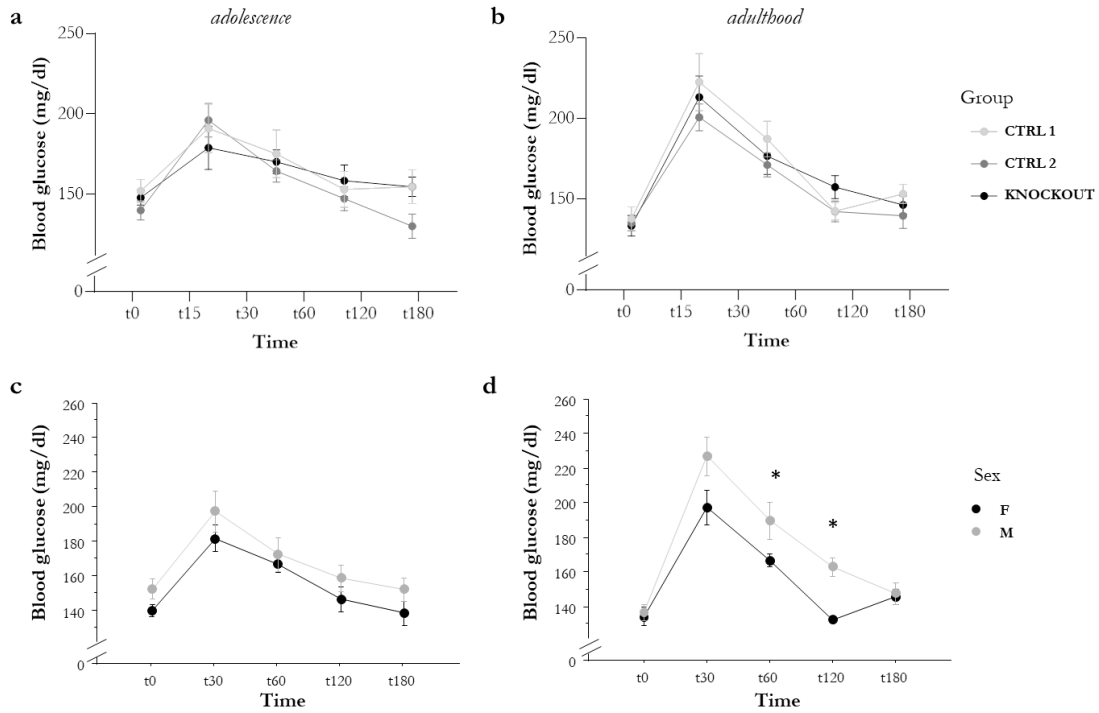 a
adolescence
Blood glucose (mg/dl)
250
200
150
0
t0 t15 t30 t60 t120 t180
Time
b
adulthood
Blood glucose (mg/dl)
250
200
150
0
t0 t15 t30 t60 t120 t180
Time
Group
CTRL 1
CTRL 2
KNOCKOUT
c
Blood glucose (mg/dl)
260
240
220
200
180
160
140
0
t0 t30 t60 t120 t180
Time
d
Blood glucose (mg/dl)
260
240
220
200
180
160
140
0
*
*
t0 t30 t60 t120 t180
Time
Sex
F
M